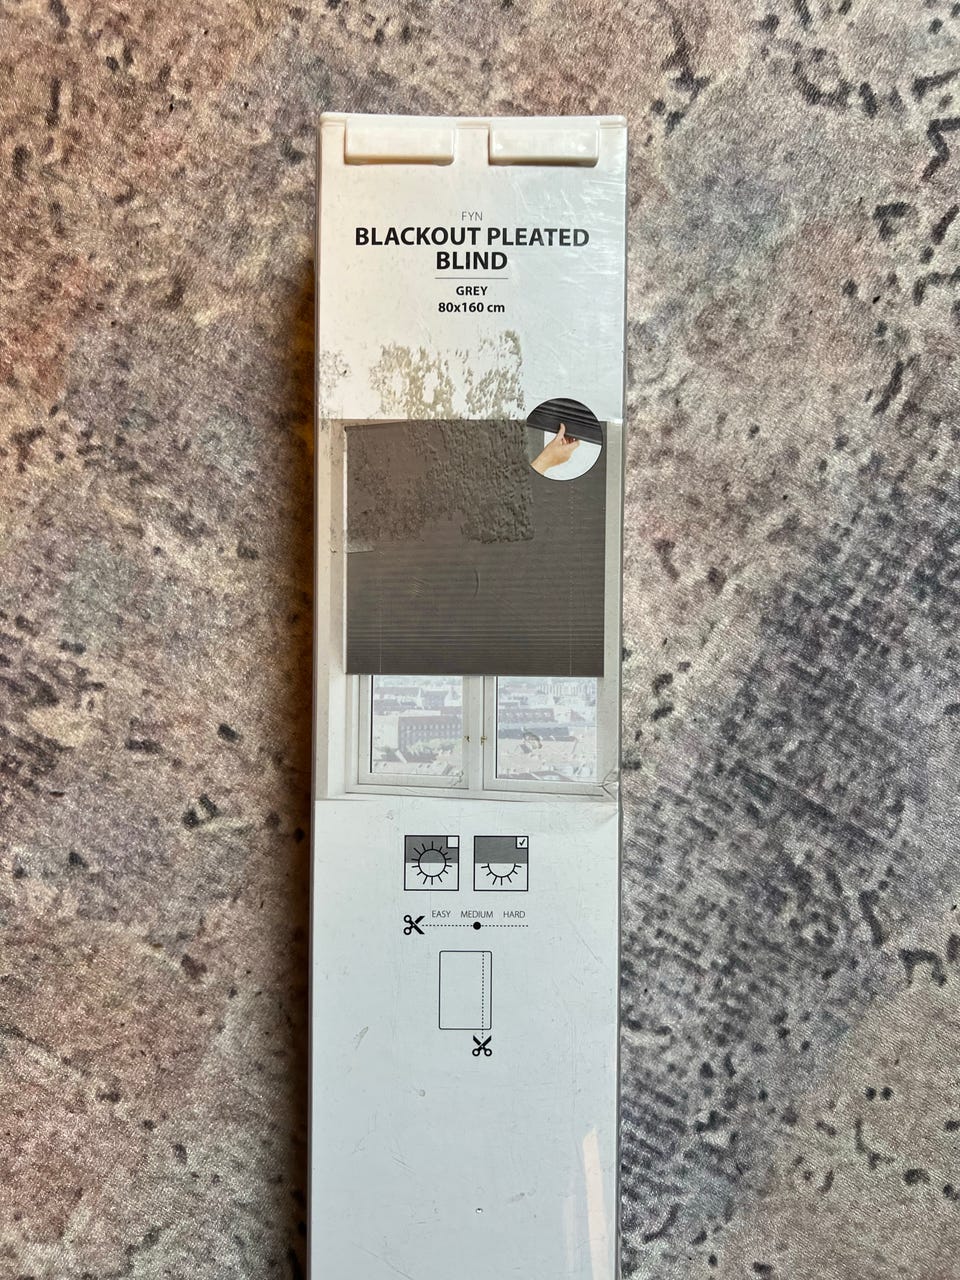 FYN
BLACKOUT PLEATED
BLIND
GREY
80x160 cm
EASY MEDIUM HARD